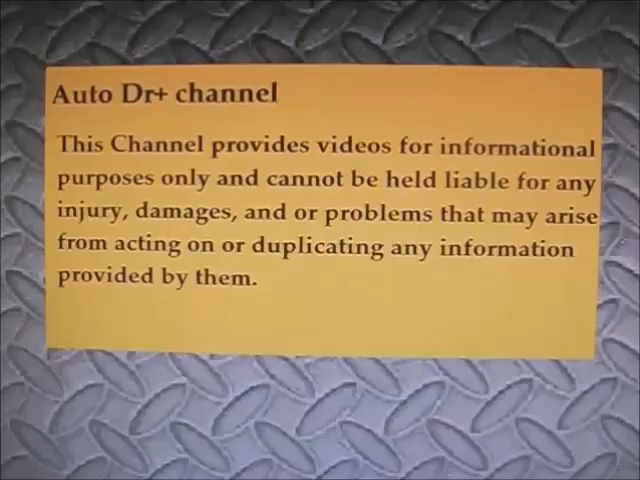 Auto Dr+ channel
This Channel provides videos for informational
purposes only and cannot be held liable for any
injury, damages, and or problems that may arise
from acting on or duplicating any information
provided by them.